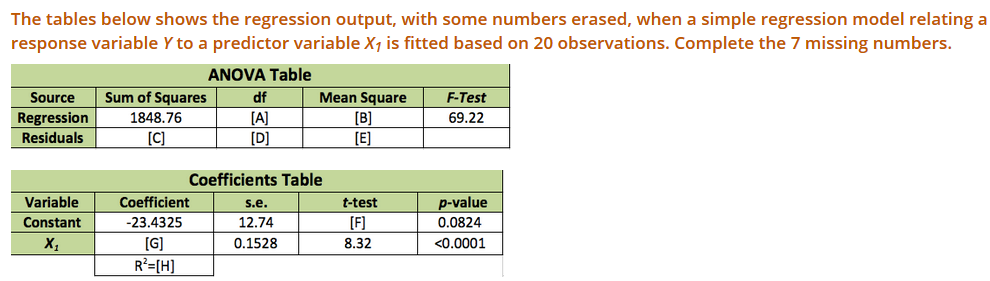 The tables below shows the regression output, with some numbers erased, when a simple regression model relating a
response variable Y to a predictor variable X₁ is fitted based on 20 observations. Complete the 7 missing numbers.
ANOVA Table
Source Sum of Squares df Mean Square F-Test
Regression 1848.76 [A] [B] 69.22
Residuals [C] [D] [E]
Coefficients Table
Variable Coefficient s.e. t-test p-value
Constant -23.4325 12.74 [F] 0.0824
X₁ [G] 0.1528 8.32 <0.0001
R²=[H]